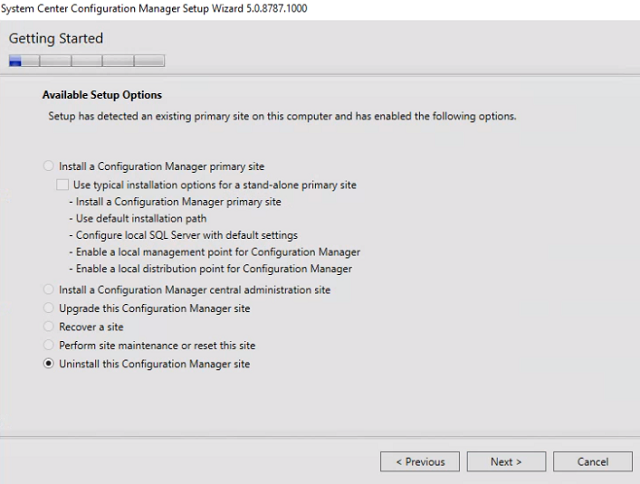 System Center Configuration Manager Setup Wizard 5.0.8787.1000
Getting Started
Available Setup Options
Setup has detected an existing primary site on this computer and has enabled the following options.
Install a Configuration Manager primary site
Use typical installation options for a stand-alone primary site
- Install a Configuration Manager primary site
- Use default installation path
- Configure local SQL Server with default settings
- Enable a local management point for Configuration Manager
- Enable a local distribution point for Configuration Manager
Install a Configuration Manager central administration site
Upgrade this Configuration Manager site
Recover a site
Perform site maintenance or reset this site
Uninstall this Configuration Manager site
< Previous Next > Cancel